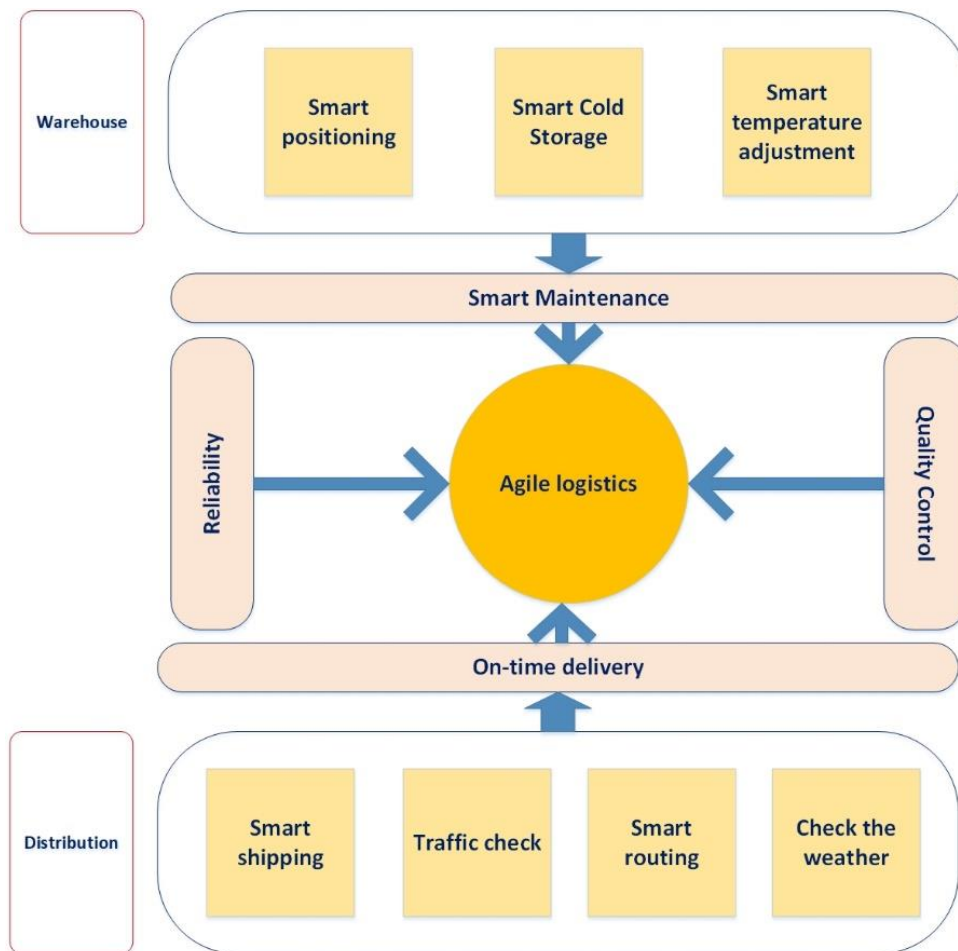 Warehouse
Smart
positioning
Smart Cold
Storage
Smart
temperature
adjustment
Smart Maintenance
Reliability
Agile logistics
Quality Control
On-time delivery
Distribution
Smart
shipping
Traffic check
Smart
routing
Check the
weather